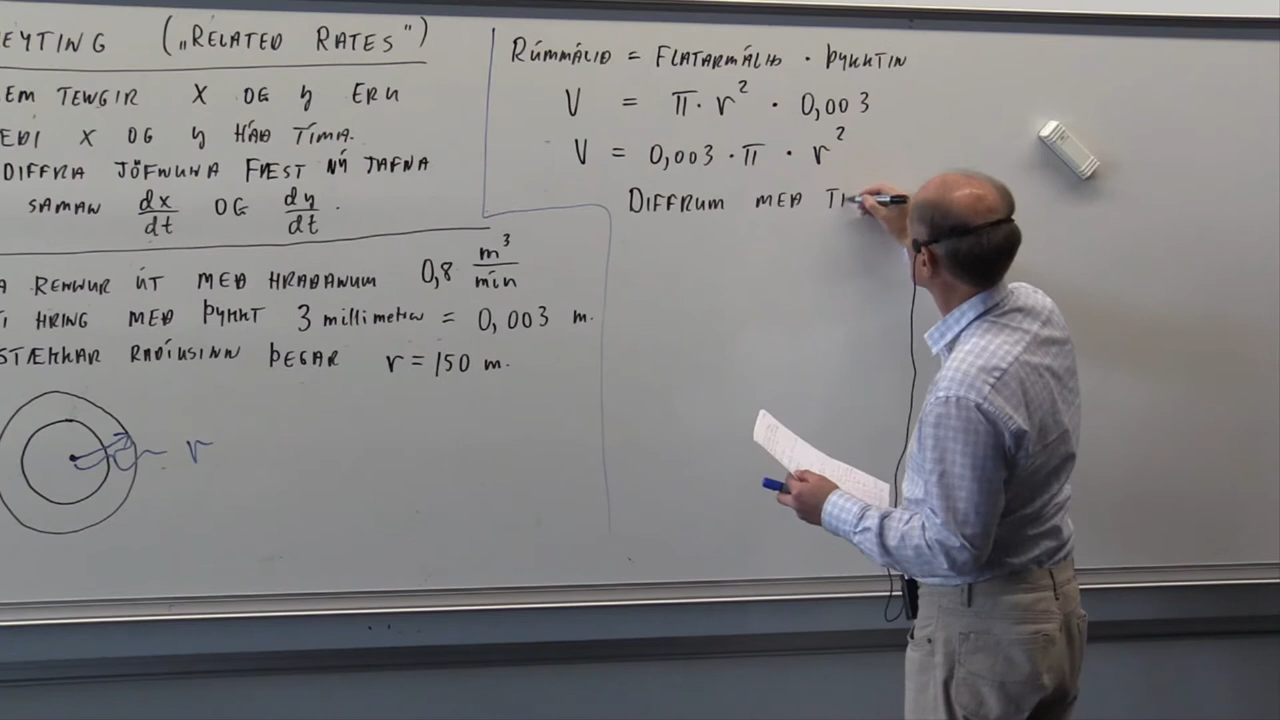 EYTING („RELATED RATES")
EM TENGIR X OG y ERU
EÐI X OG y HÁÐ TÍMA.
DIFFRA JÖFNUNA FÆST NÝ JAFNA
SAMAN dx/dt OG dy/dt.
A RENNUR ÚT MEÐ HRAÐANUM 0,8 m³/mín
I HRING MEÐ ÞYKKT 3 millimetrar = 0,003 m.
STÆKKAR RADÍUSINN ÞEGAR r = 150 m.
r
RÚMMÁLIÐ = FLATARMÁLIÐ · ÞYKKTIN
V = π · r² · 0,003
V = 0,003 · π · r²
DIFFRUM MEÐ TI